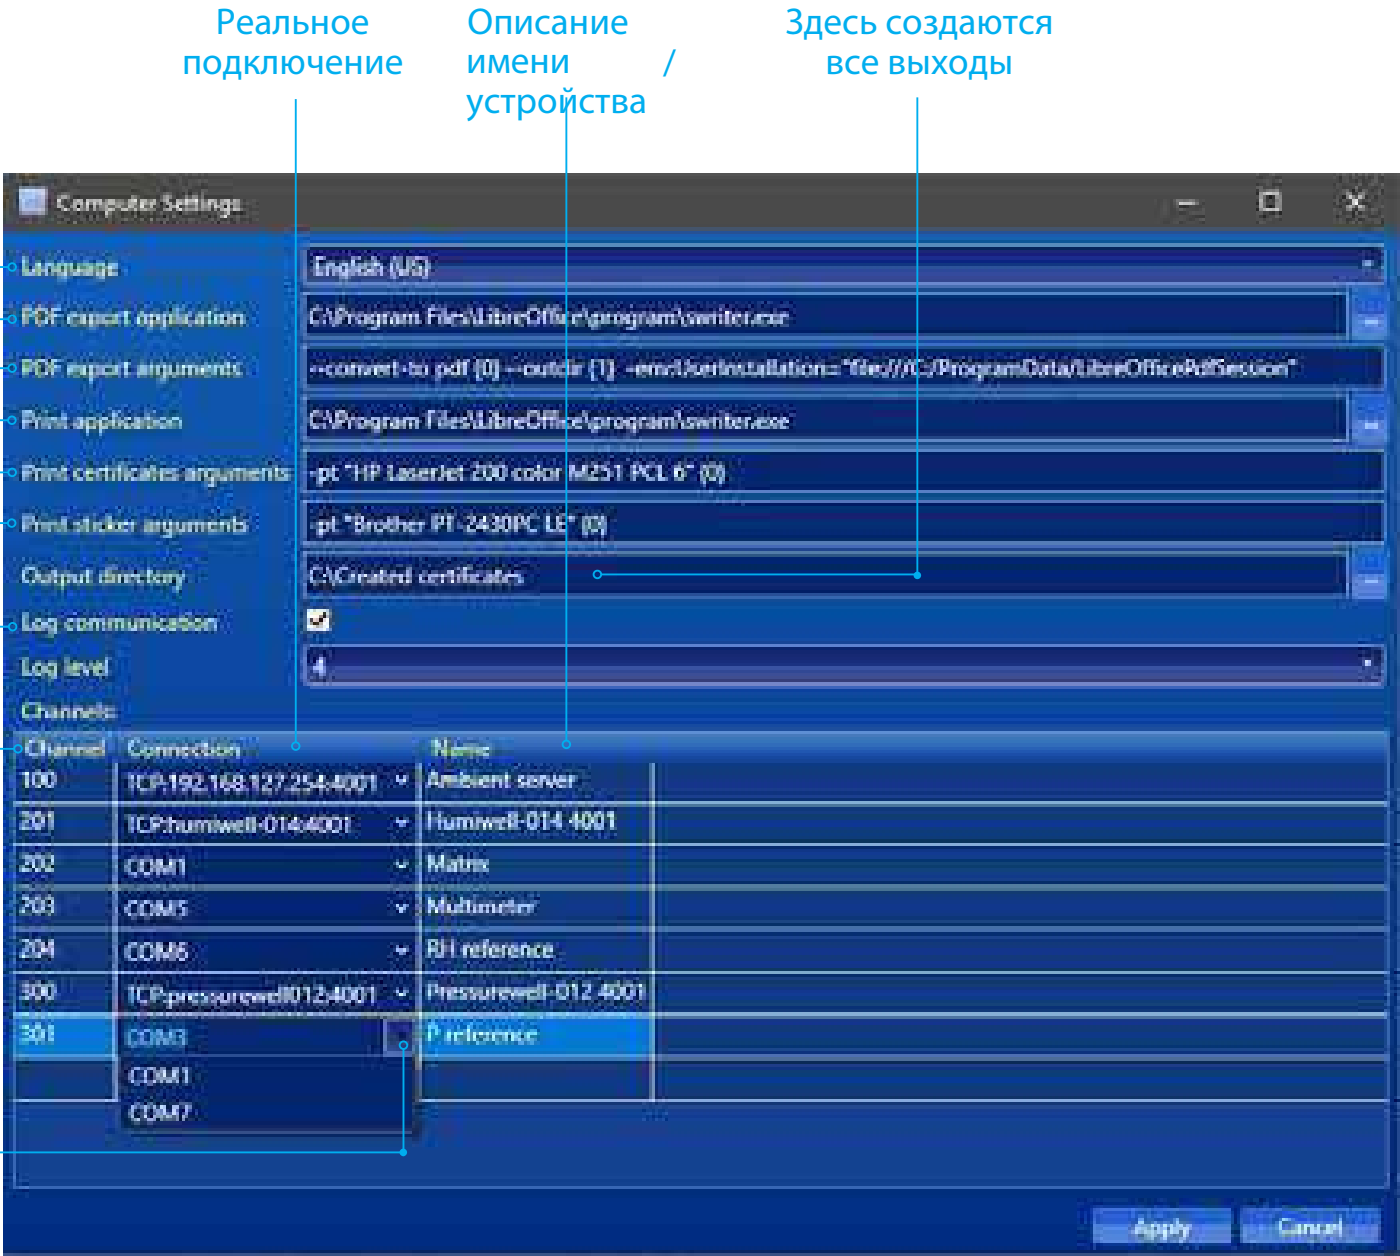 Реальное
подключение
Описание
имени /
устройства
Здесь создаются
все выходы
Computer Settings
Language English (US)
PDF export application C:\Program Files\LibreOffice\program\swriter.exe
PDF export arguments --convert-to pdf {0} --outdir {1} -env:UserInstallation="file:///C:/ProgramData/LibreOfficePdfSession"
Print application C:\Program Files\LibreOffice\program\swriter.exe
Print certificates arguments -pt "HP LaserJet 200 color M251 PCL 6" {0}
Print sticker arguments -pt "Brother PT-2430PC LE" {0}
Output directory C:\Created certificates
Log communication
Log level 4
Channels:
Channel Connection Name
100 TCP:192.168.127.254:4001 Ambient server
201 TCP:humiwell-014:4001 Humiwell-014 4001
202 COM1 Matrix
203 COM5 Multimeter
204 COM6 RH reference
300 TCP:pressurewell012:4001 Pressurewell-012 4001
301 COM3 P reference
COM1
COM7
Apply Cancel